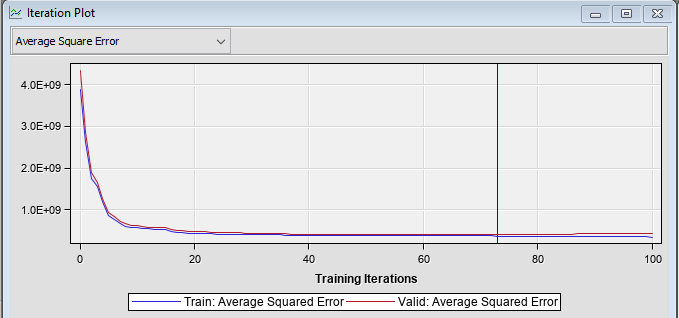 Iteration Plot
Average Square Error
4.0E+09
3.0E+09
2.0E+09
1.0E+09
0 20 40 60 80 100
Training Iterations
Train: Average Squared Error Valid: Average Squared Error